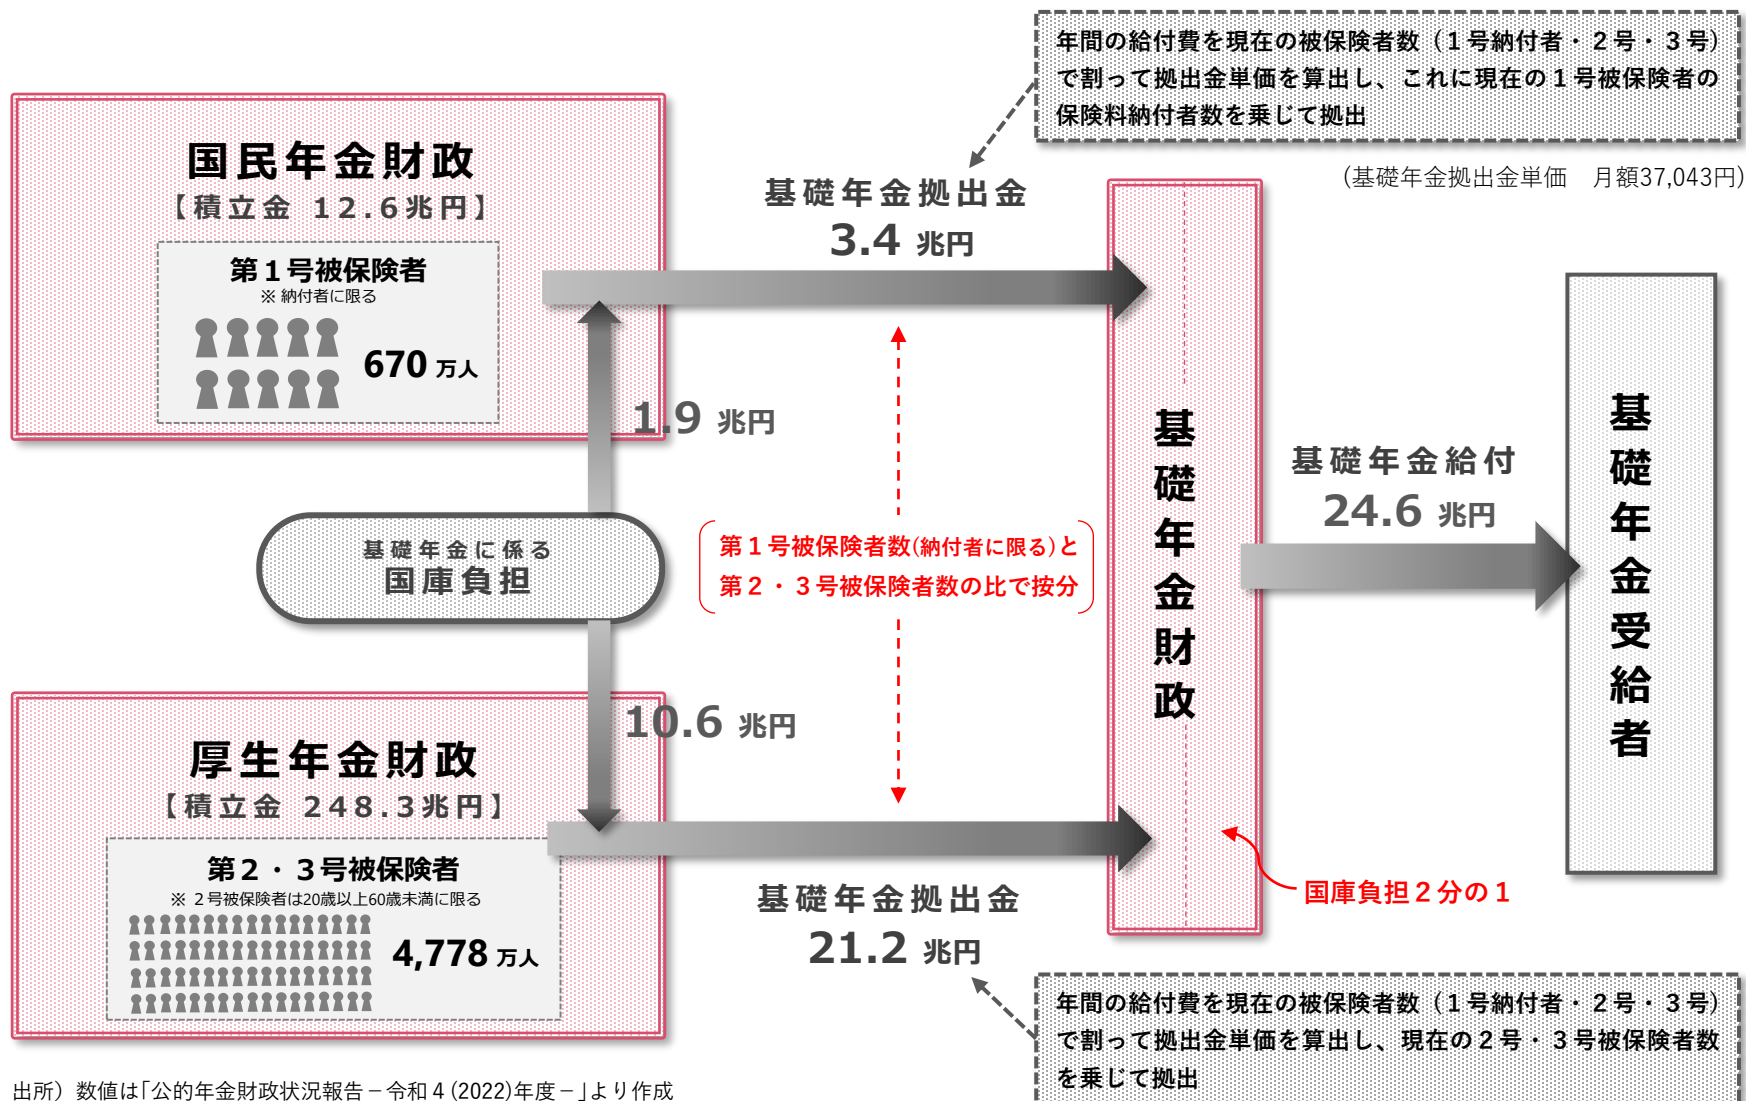 年間の給付費を現在の被保険者数（１号納付者・２号・３号）
で割って拠出金単価を算出し、これに現在の１号被保険者の
保険料納付者数を乗じて拠出
(基礎年金拠出金単価　月額37,043円)
国民年金財政
【積立金 12.6兆円】
第１号被保険者
※ 納付者に限る
670 万人
基礎年金拠出金
3.4 兆円
1.9 兆円
基礎年金に係る
国庫負担
第１号被保険者数(納付者に限る)と
第２・３号被保険者数の比で按分
基礎年金財政
基礎年金給付
24.6 兆円
基礎年金受給者
10.6 兆円
厚生年金財政
【積立金 248.3兆円】
第２・３号被保険者
※ ２号被保険者は20歳以上60歳未満に限る
4,778 万人
基礎年金拠出金
21.2 兆円
国庫負担２分の１
年間の給付費を現在の被保険者数（１号納付者・２号・３号）
で割って拠出金単価を算出し、現在の２号・３号被保険者数
を乗じて拠出
出所）数値は｢公的年金財政状況報告－令和４(2022)年度－｣より作成